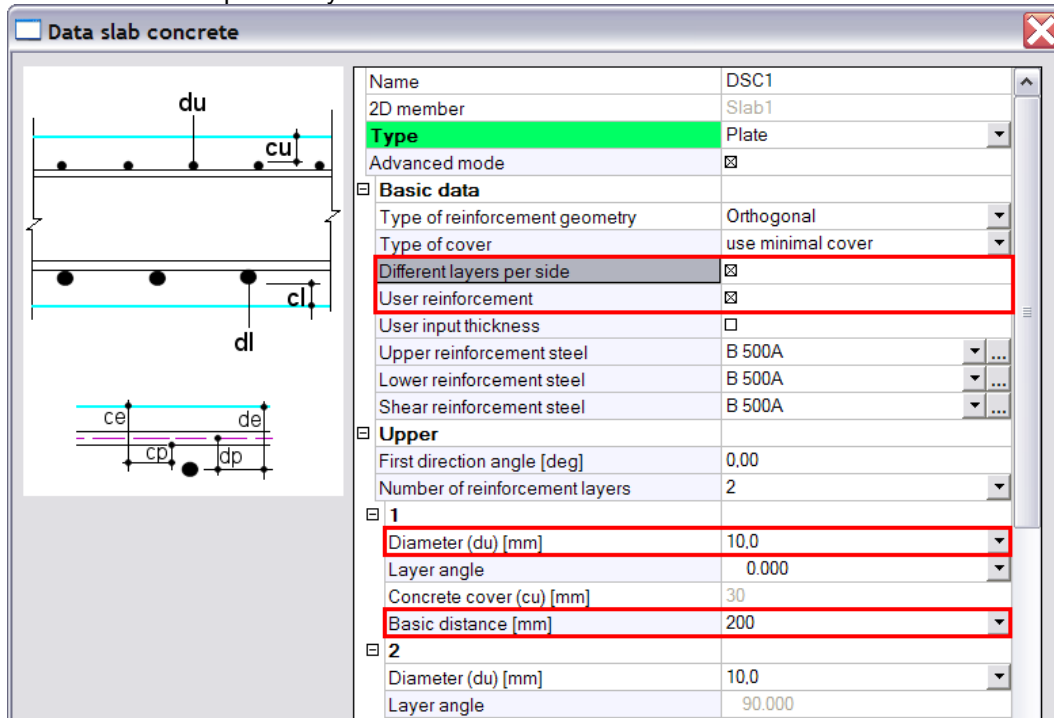 Data slab concrete
du
cu
cl
dl
ce
de
cp
dp
Name DSC1
2D member Slab1
Type Plate
Advanced mode
Basic data
Type of reinforcement geometry Orthogonal
Type of cover use minimal cover
Different layers per side
User reinforcement
User input thickness
Upper reinforcement steel B 500A ...
Lower reinforcement steel B 500A ...
Shear reinforcement steel B 500A ...
Upper
First direction angle [deg] 0,00
Number of reinforcement layers 2
1
Diameter (du) [mm] 10,0
Layer angle 0.000
Concrete cover (cu) [mm] 30
Basic distance [mm] 200
2
Diameter (du) [mm] 10,0
Layer angle 90.000